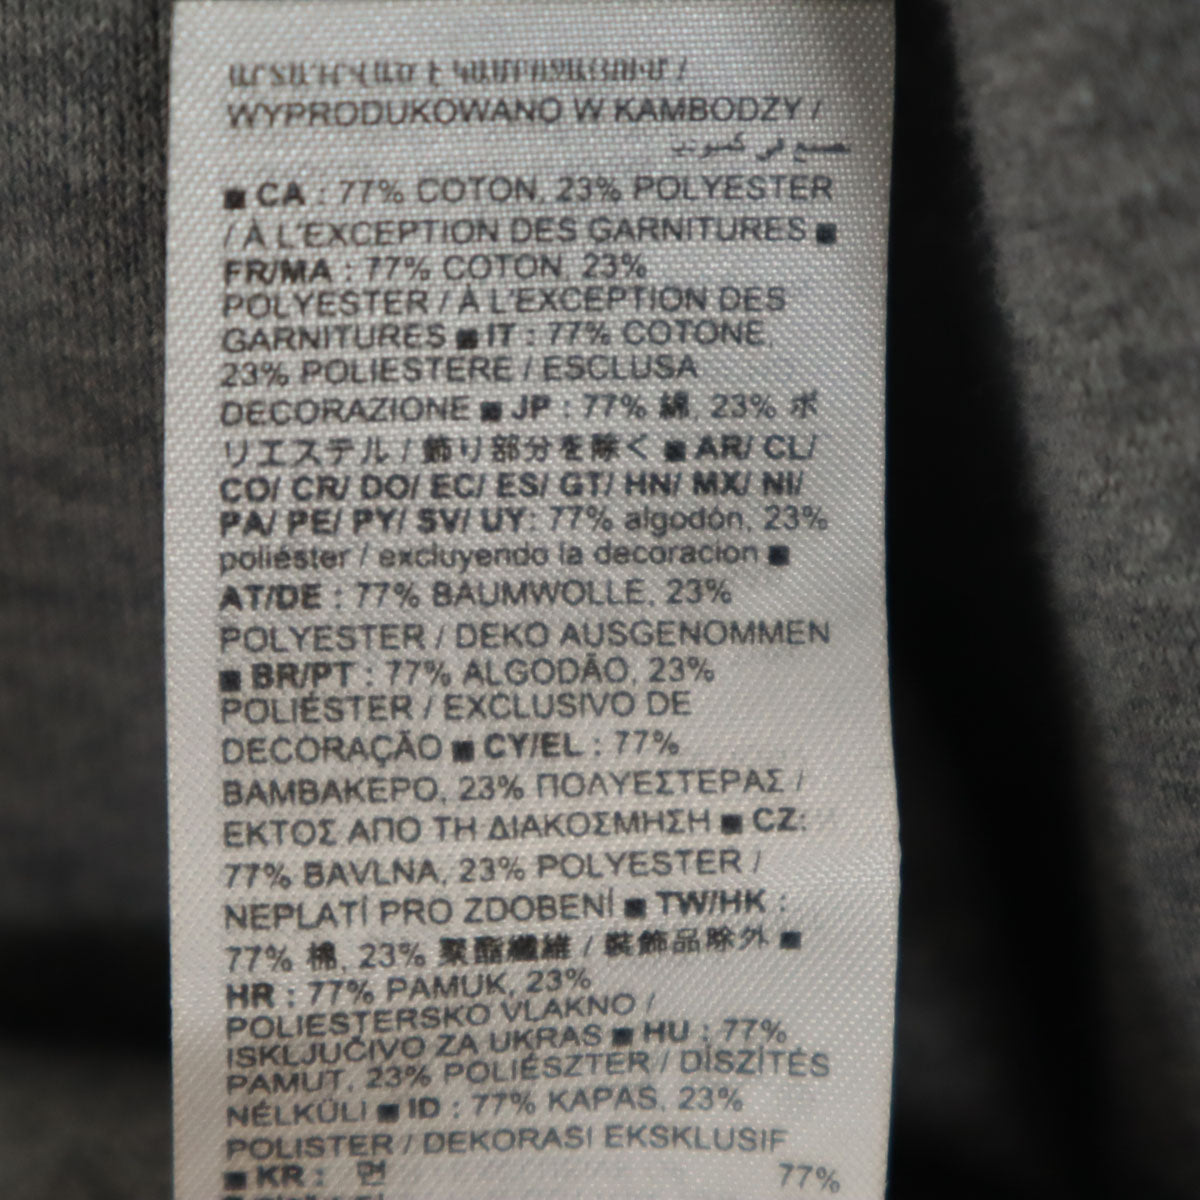 WYPRODUKOWANO W KAMBODŻY /
■ CA : 77% COTON, 23% POLYESTER
/ À L'EXCEPTION DES GARNITURES ■
FR/MA : 77% COTON, 23%
POLYESTER / À L'EXCEPTION DES
GARNITURES ■ IT : 77% COTONE,
23% POLIESTERE / ESCLUSA
DECORAZIONE ■ JP : 77% 綿, 23% ポ
リエステル / 飾り部分を除く ■ AR/ CL/
CO/ CR/ DO/ EC/ ES/ GT/ HN/ MX/ NI/
PA/ PE/ PY/ SV/ UY: 77% algodón, 23%
poliéster / excluyendo la decoracion ■
AT/DE : 77% BAUMWOLLE, 23%
POLYESTER / DEKO AUSGENOMMEN
■ BR/PT : 77% ALGODÃO, 23%
POLIÉSTER / EXCLUSIVO DE
DECORAÇÃO ■ CY/EL : 77%
ΒΑΜΒΑΚΕΡΟ, 23% ΠΟΛΥΕΣΤΕΡΑΣ /
ΕΚΤΟΣ ΑΠΟ ΤΗ ΔΙΑΚΟΣΜΗΣΗ ■ CZ:
77% BAVLNA, 23% POLYESTER /
NEPLATÍ PRO ZDOBENÍ ■ TW/HK :
77% 棉, 23% 聚酯纖維 / 裝飾品除外 ■
HR : 77% PAMUK, 23%
POLIESTERSKO VLAKNO /
ISKLJUČIVO ZA UKRAS ■ HU : 77%
PAMUT, 23% POLIÉSZTER / DÍSZÍTÉS
NÉLKÜLI ■ ID : 77% KAPAS, 23%
POLISTER / DEKORASI EKSKLUSIF
■ KR : 면 77%